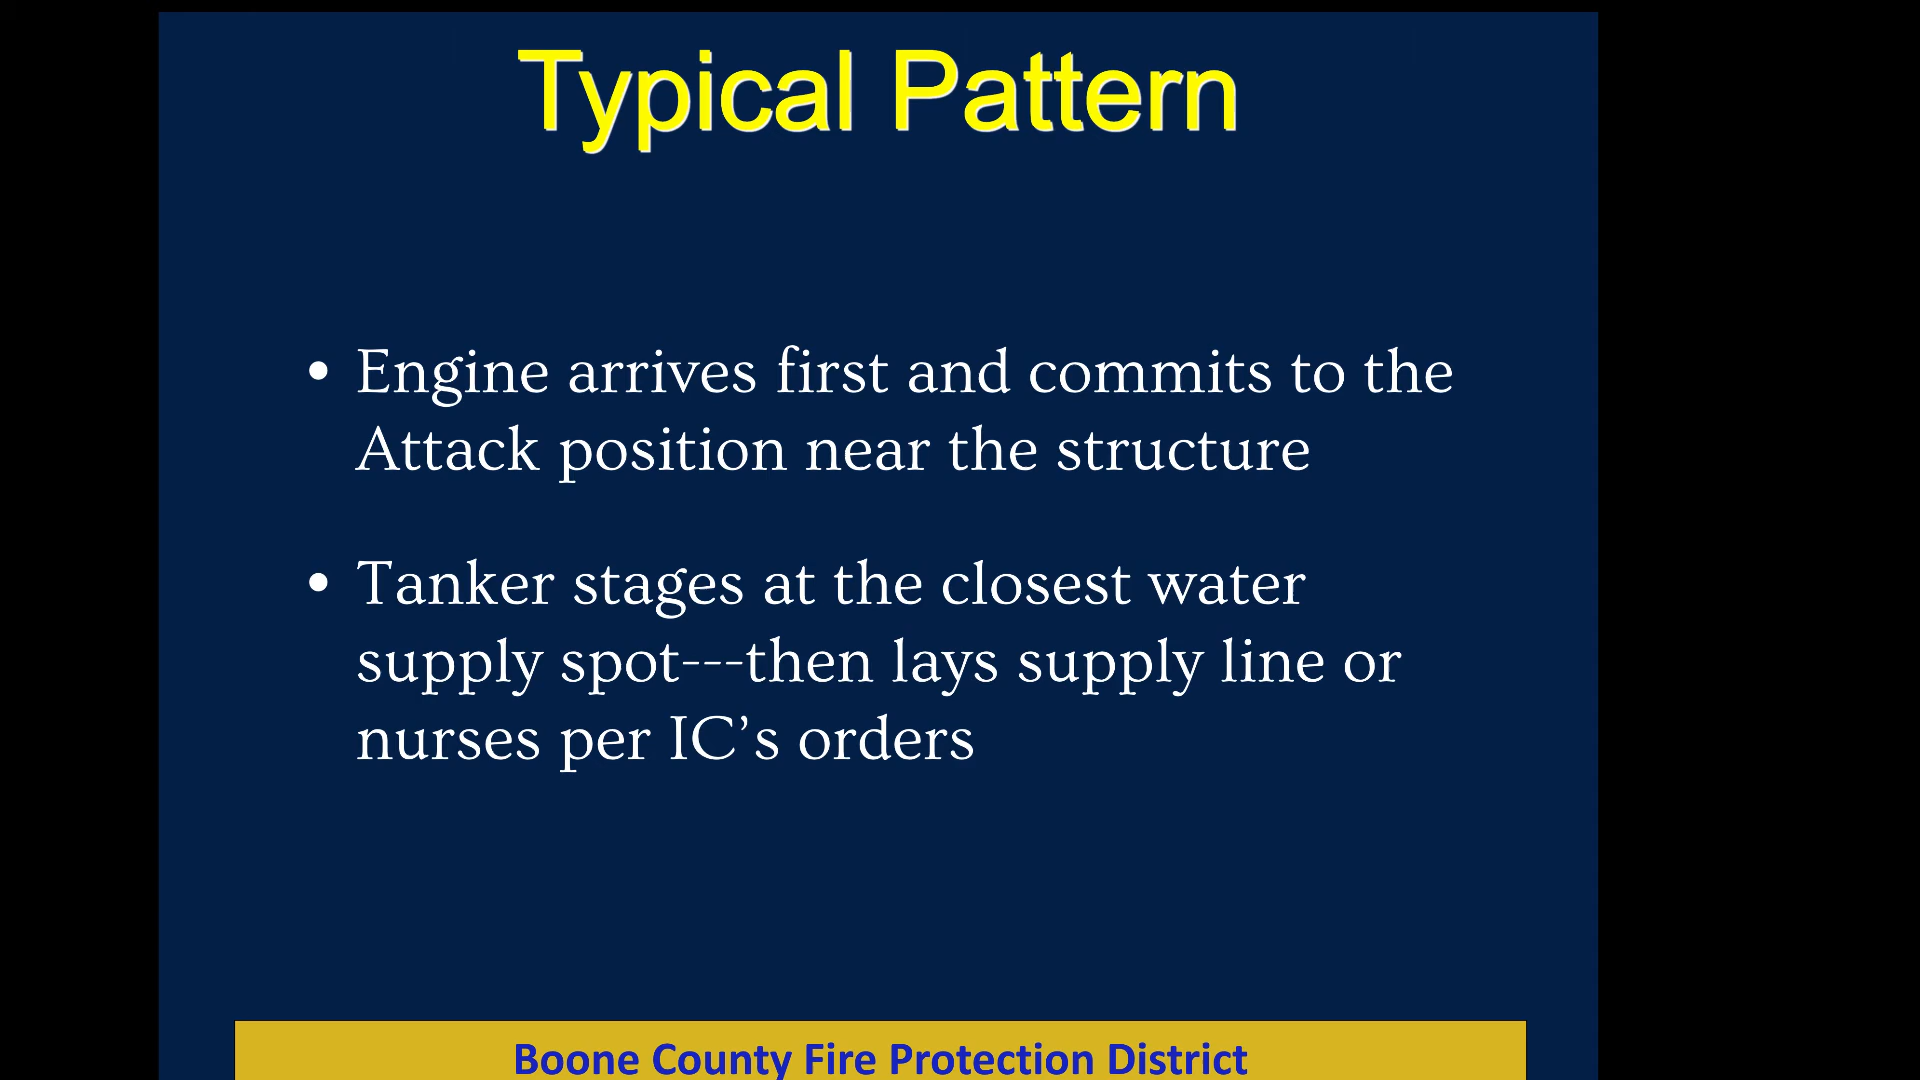 Typical Pattern
• Engine arrives first and commits to the
Attack position near the structure
• Tanker stages at the closest water
supply spot---then lays supply line or
nurses per IC’s orders
Boone County Fire Protection District